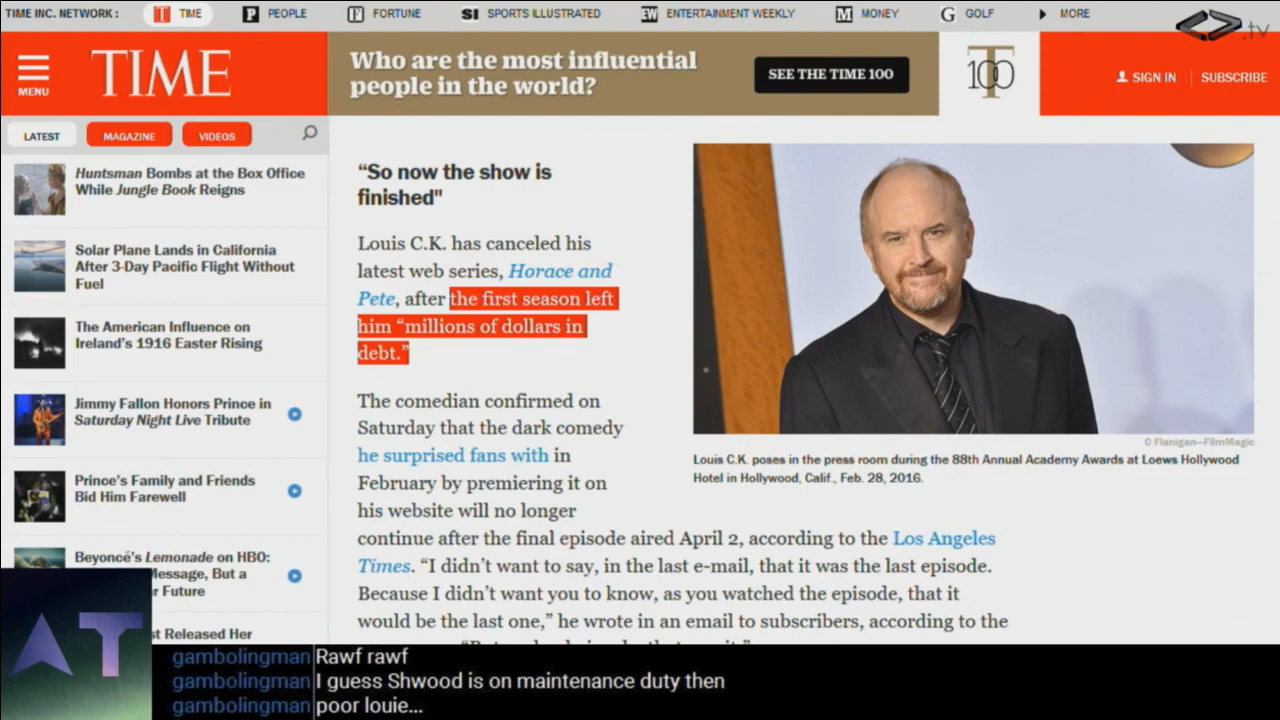 TIME INC. NETWORK : TIME PEOPLE FORTUNE SPORTS ILLUSTRATED ENTERTAINMENT WEEKLY MONEY GOLF MORE
.tv
MENU
TIME
Who are the most influential
people in the world?
SEE THE TIME 100
T 100
SIGN IN SUBSCRIBE
LATEST MAGAZINE VIDEOS
Huntsman Bombs at the Box Office
While Jungle Book Reigns
Solar Plane Lands in California
After 3-Day Pacific Flight Without
Fuel
The American Influence on
Ireland's 1916 Easter Rising
Jimmy Fallon Honors Prince in
Saturday Night Live Tribute
Prince's Family and Friends
Bid Him Farewell
Beyoncé's Lemonade on HBO:
Message, But a
r Future
st Released Her
“So now the show is
finished"
Louis C.K. has canceled his
latest web series, Horace and
Pete, after the first season left
him “millions of dollars in
debt.”
The comedian confirmed on
Saturday that the dark comedy
he surprised fans with in
February by premiering it on
his website will no longer
continue after the final episode aired April 2, according to the Los Angeles
Times. “I didn’t want to say, in the last e-mail, that it was the last episode.
Because I didn’t want you to know, as you watched the episode, that it
would be the last one,” he wrote in an email to subscribers, according to the
© Flanigan—FilmMagic
Louis C.K. poses in the press room during the 88th Annual Academy Awards at Loews Hollywood
Hotel in Hollywood, Calif., Feb. 28, 2016.
AT
gambolingman Rawf rawf
gambolingman I guess Shwood is on maintenance duty then
gambolingman poor louie...